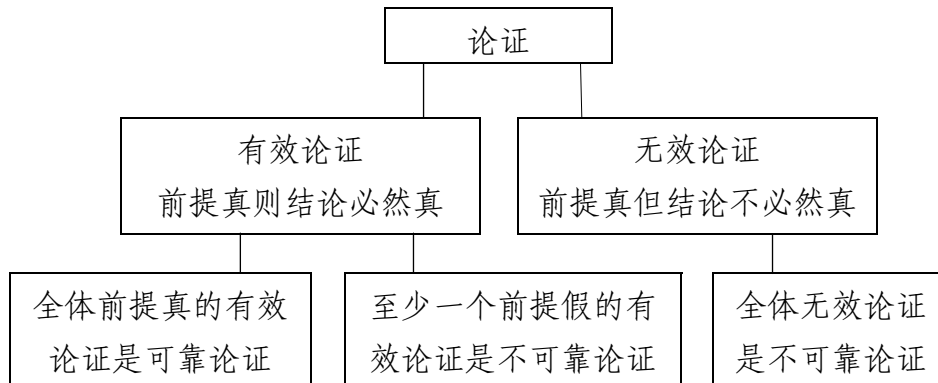 论证
有效论证
前提真则结论必然真
无效论证
前提真但结论不必然真
全体前提真的有效
论证是可靠论证
至少一个前提假的有
效论证是不可靠论证
全体无效论证
是不可靠论证